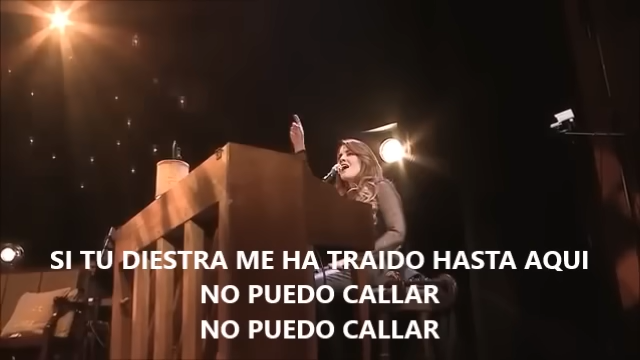 SI TU DIESTRA ME HA TRAIDO HASTA AQUI
NO PUEDO CALLAR
NO PUEDO CALLAR